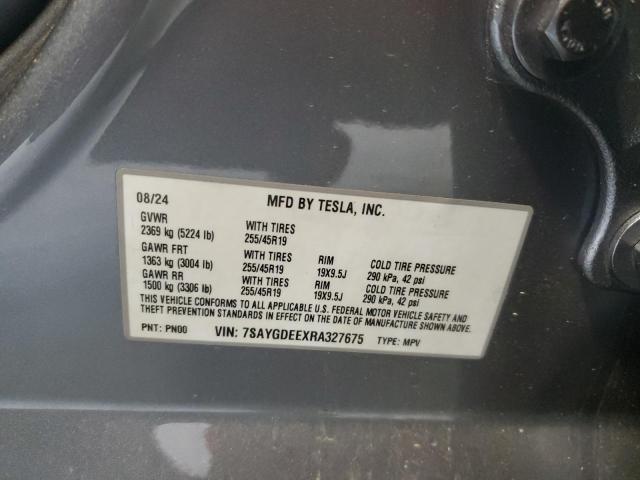 08/24 MFD BY TESLA, INC.
GVWR
2369 kg (5224 lb) WITH TIRES 255/45R19
GAWR FRT
1363 kg (3004 lb) WITH TIRES 255/45R19 RIM 19X9.5J COLD TIRE PRESSURE 290 kPa, 42 psi
GAWR RR
1500 kg (3306 lb) WITH TIRES 255/45R19 RIM 19X9.5J COLD TIRE PRESSURE 290 kPa, 42 psi
THIS VEHICLE CONFORMS TO ALL APPLICABLE U.S. FEDERAL MOTOR VEHICLE SAFETY AND
THEFT PREVENTION STANDARDS IN EFFECT ON THE DATE OF MANUFACTURE SHOWN ABOVE.
PNT: PN00 VIN: 7SAYGDEEXRA327675 TYPE: MPV